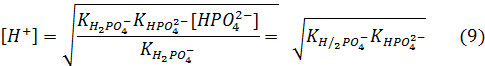 [H⁺] = √((K_{H₂PO₄⁻} K_{HPO₄²⁻} [HPO₄²⁻]) / K_{H₂PO₄⁻}) = √(K_{H/₂PO₄⁻} K_{HPO₄²⁻}) (9)